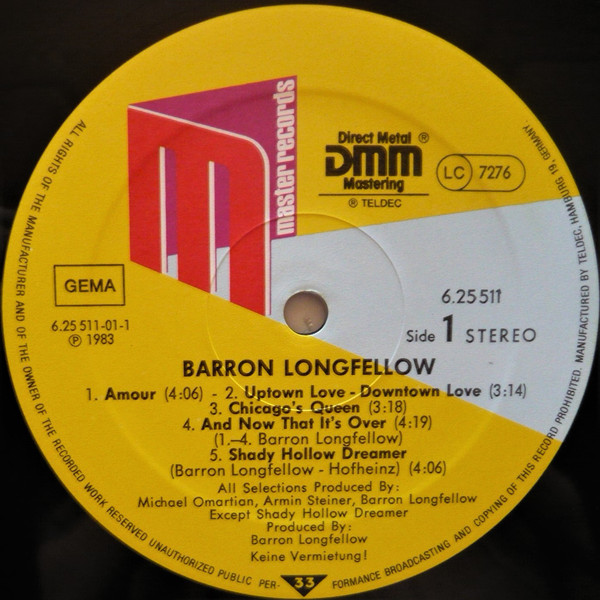 master records
Direct Metal ®
DMM
Mastering
® TELDEC
LC 7276
GEMA
6.25 511-01-1
Ⓟ 1983
6.25 511
Side 1 STEREO
BARRON LONGFELLOW
1. Amour (4:06) - 2. Uptown Love - Downtown Love (3:14)
3. Chicago's Queen (3:18)
4. And Now That It's Over (4:19)
(1.–4. Barron Longfellow)
5. Shady Hollow Dreamer
(Barron Longfellow - Hofheinz) (4:06)
All Selections Produced By:
Michael Omartian, Armin Steiner, Barron Longfellow
Except Shady Hollow Dreamer
Produced By:
Barron Longfellow
Keine Vermietung!
33
ALL RIGHTS OF THE MANUFACTURER AND OF THE OWNER OF THE RECORDED WORK RESERVED UNAUTHORIZED PUBLIC PER- FORMANCE BROADCASTING AND COPYING OF THIS RECORD PROHIBITED. MANUFACTURED BY TELDEC, HAMBURG 19, GERMANY.